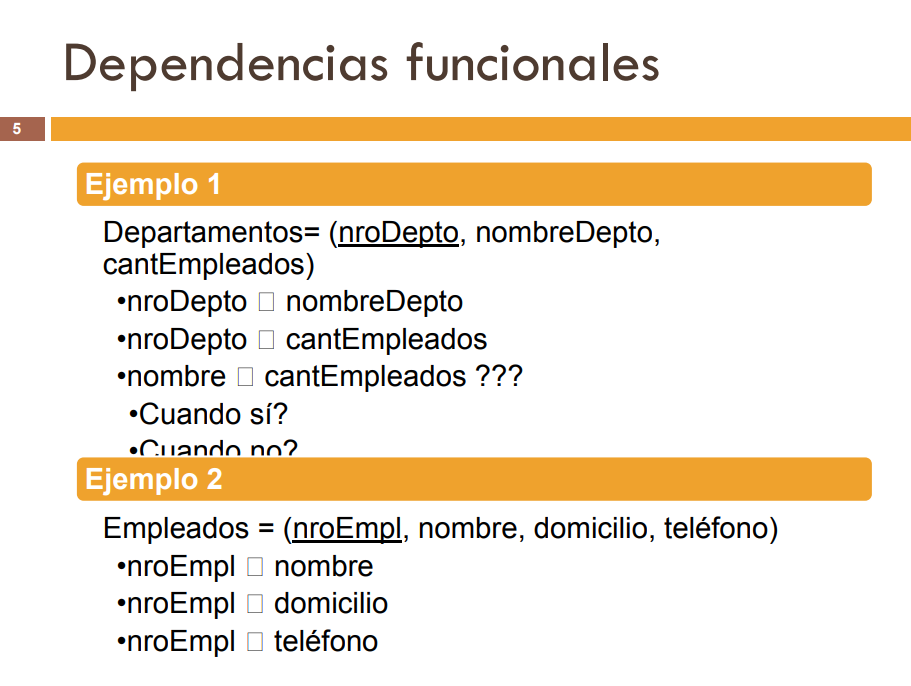 Dependencias funcionales
5
Ejemplo 1
Departamentos= (nroDepto, nombreDepto,
cantEmpleados)
•nroDepto □ nombreDepto
•nroDepto □ cantEmpleados
•nombre □ cantEmpleados ???
•Cuando sí?
•Cuando no?
Ejemplo 2
Empleados = (nroEmpl, nombre, domicilio, teléfono)
•nroEmpl □ nombre
•nroEmpl □ domicilio
•nroEmpl □ teléfono